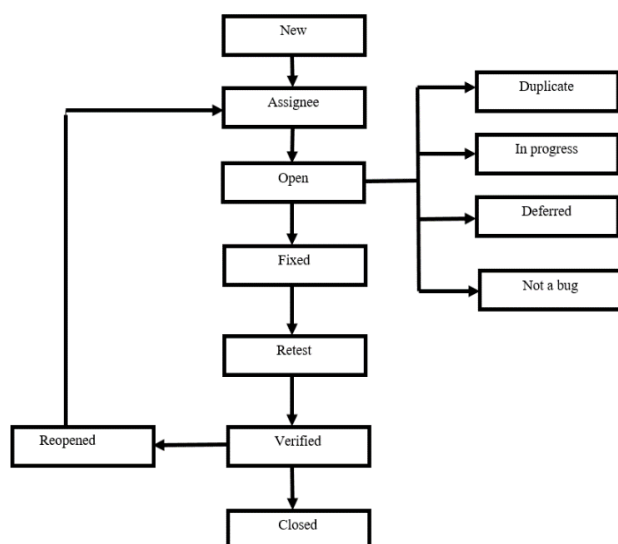 New
Assignee
Duplicate
In progress
Open
Deferred
Fixed
Not a bug
Retest
Reopened
Verified
Closed